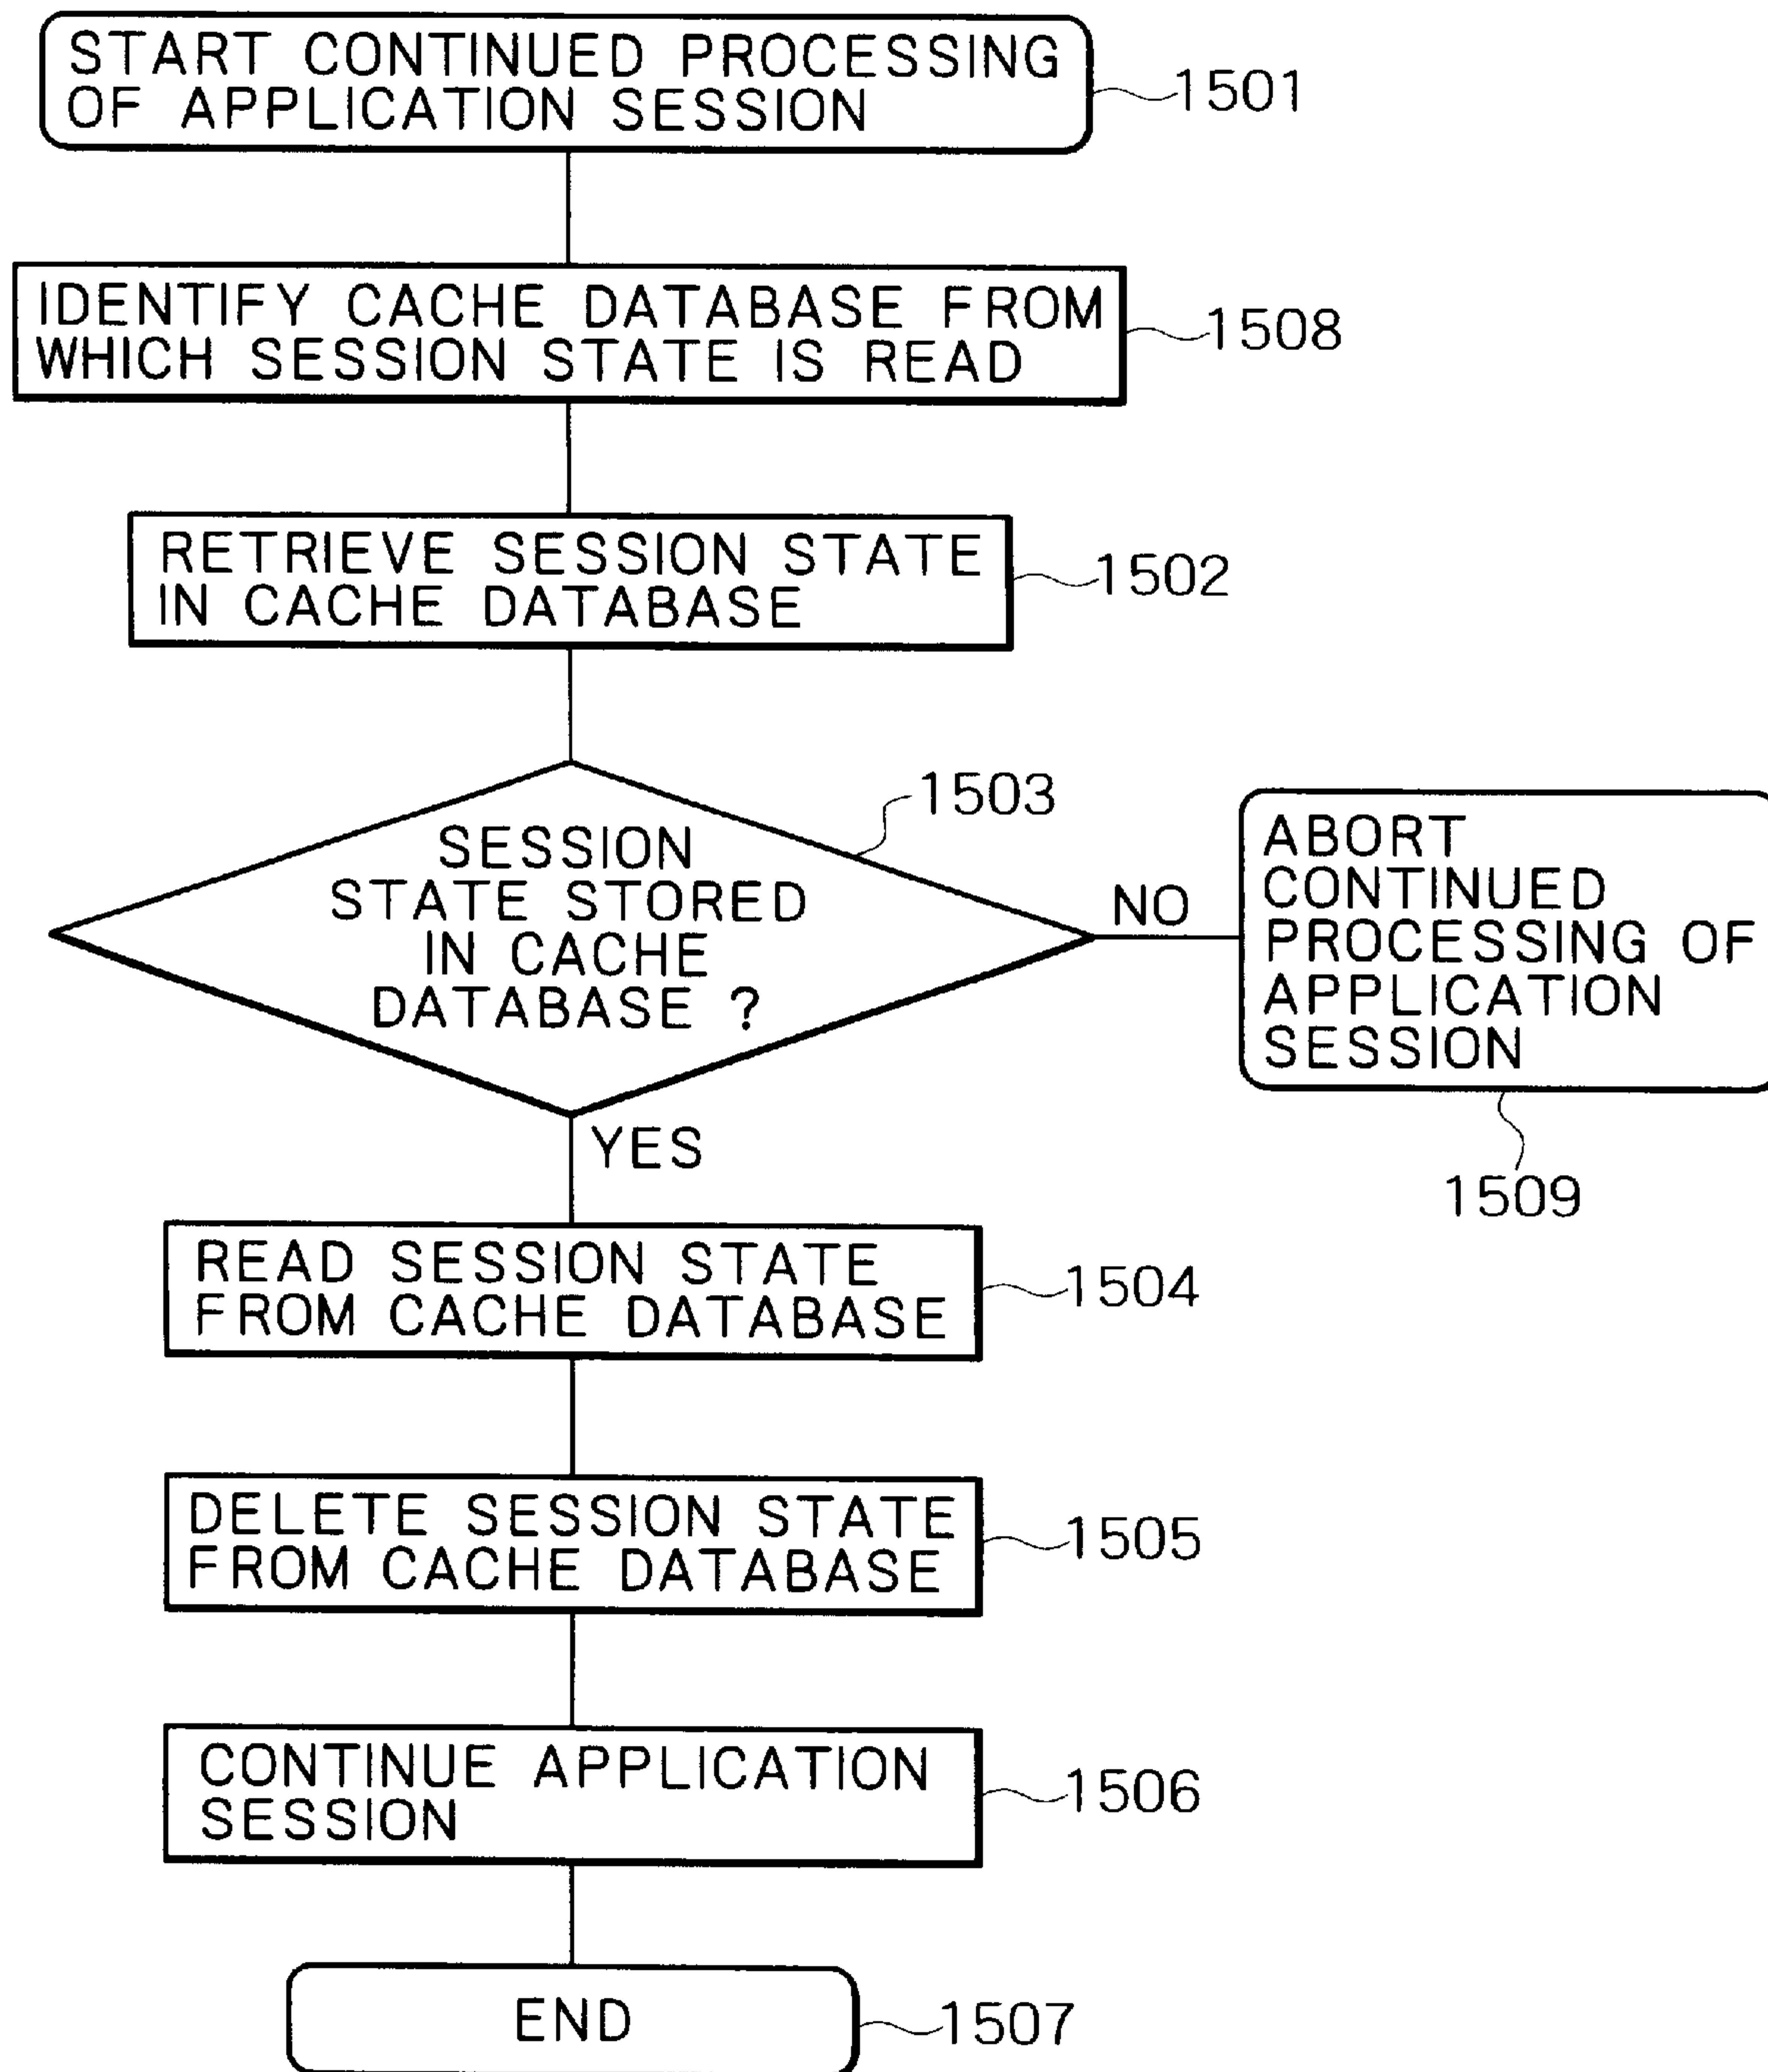 START CONTINUED PROCESSING
OF APPLICATION SESSION
1501
IDENTIFY CACHE DATABASE FROM
WHICH SESSION STATE IS READ
1508
RETRIEVE SESSION STATE
IN CACHE DATABASE
1502
1503
SESSION
STATE STORED
IN CACHE
DATABASE ?
NO
ABORT
CONTINUED
PROCESSING OF
APPLICATION
SESSION
1509
YES
READ SESSION STATE
FROM CACHE DATABASE
1504
DELETE SESSION STATE
FROM CACHE DATABASE
1505
CONTINUE APPLICATION
SESSION
1506
END
1507